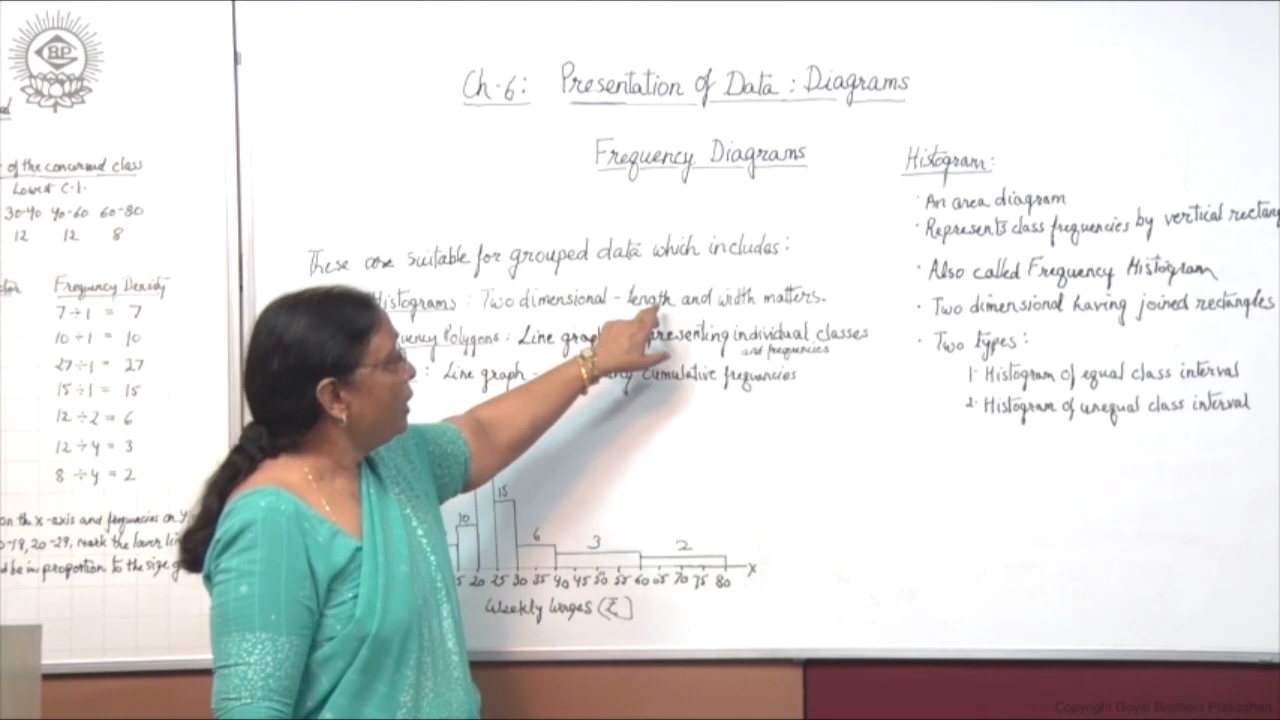 GBP
of the concerned class
Lowest C.I.
30-40 40-60 60-80
12 12 8
Frequency Density
7 ÷ 1 = 7
10 ÷ 1 = 10
27 ÷ 1 = 27
15 ÷ 1 = 15
12 ÷ 2 = 6
12 ÷ 4 = 3
8 ÷ 4 = 2
on the x-axis and frequencies on Y
20-29, mark the lower
be in proportion to the size
Ch-6: Presentation of Data : Diagrams
Frequency Diagrams
These are suitable for grouped data which includes:
Histograms : Two dimensional - length and width matters.
Polygons : Line graph individual classes
and frequencies
: Line graph - Cumulative frequencies
10 15 6 3 2
20 25 30 35 40 45 50 55 60 65 70 75 80 X
Weekly Wages (₹)
Histogram:
· An area diagram
· Represents class frequencies by vertical
· Also called Frequency Histogram
· Two dimensional having joined rectangles
· Two types:
1. Histogram of equal class interval
2. Histogram of unequal class interval
Copyright Goyal Brothers Prakashan